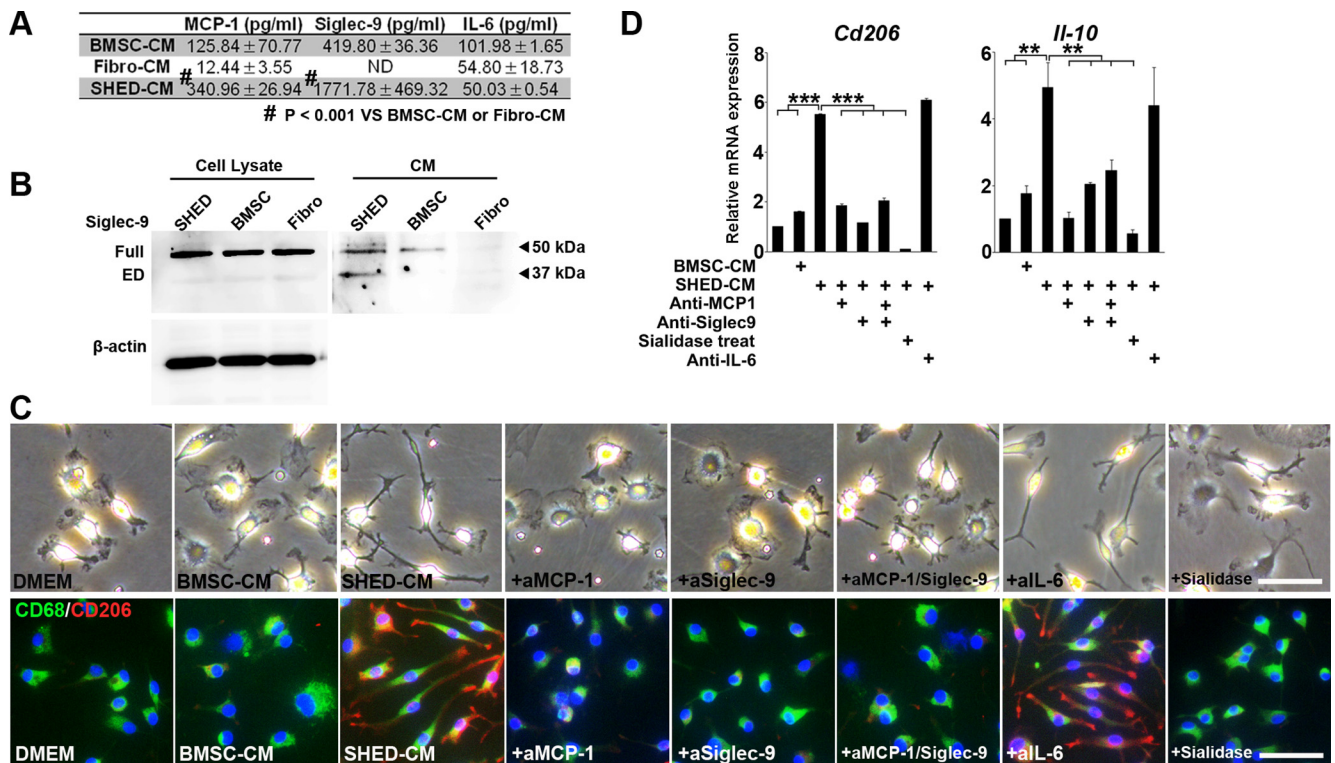 A
MCP-1 (pg/ml) Siglec-9 (pg/ml) IL-6 (pg/ml)
BMSC-CM 125.84±70.77 419.80±36.36 101.98±1.65
Fibro-CM 12.44±3.55 ND 54.80±18.73
# #
SHED-CM 340.96±26.94 1771.78±469.32 50.03±0.54
# P < 0.001 VS BMSC-CM or Fibro-CM
B
Cell Lysate CM
Siglec-9 SHED BMSC Fibro SHED BMSC Fibro
Full ◄50 kDa
ED ◄37 kDa
β-actin
D
Cd206 Il-10
Relative mRNA expression
*** *** ** **
8 6
6 4
4 2
2 0
0
BMSC-CM + +
SHED-CM + + + + + + + + + + + +
Anti-MCP1 + + + +
Anti-Siglec9 + + + +
Sialidase treat + +
Anti-IL-6 + +
C
DMEM BMSC-CM SHED-CM +aMCP-1 +aSiglec-9 +aMCP-1/Siglec-9 +aIL-6 +Sialidase
CD68/CD206
DMEM BMSC-CM SHED-CM +aMCP-1 +aSiglec-9 +aMCP-1/Siglec-9 +aIL-6 +Sialidase